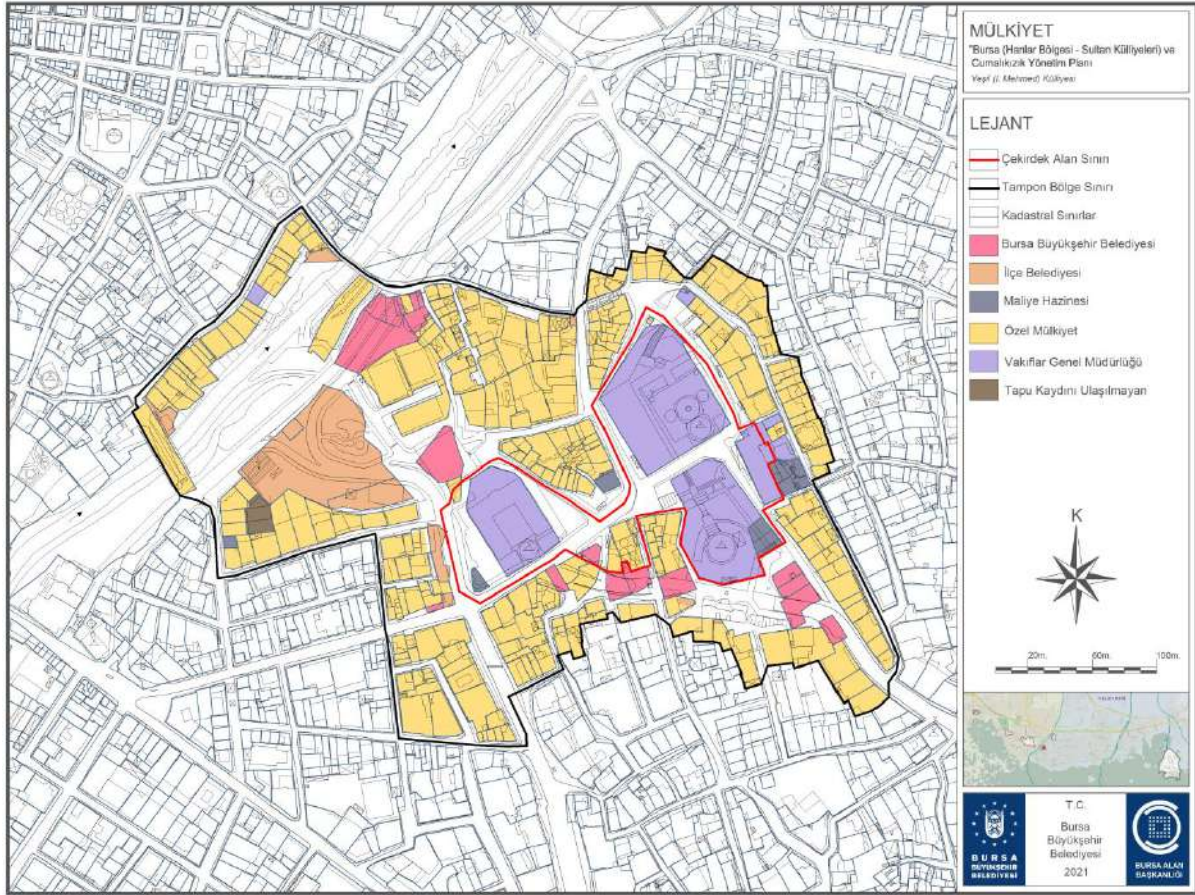 MÜLKİYET
"Bursa (Hanlar Bölgesi - Sultan Külliyeleri) ve
Cumalıkızık Yönetim Planı
Yeşil (I. Mehmed) Külliyesi
LEJANT
Çekirdek Alan Sınırı
Tampon Bölge Sınırı
Kadastral Sınırlar
Bursa Büyükşehir Belediyesi
İlçe Belediyesi
Maliye Hazinesi
Özel Mülkiyet
Vakıflar Genel Müdürlüğü
Tapu Kaydını Ulaşılmayan
K
20m. 60m. 100m.
BURSA
BÜYÜKŞEHİR
BELEDİYESİ
T.C.
Bursa
Büyükşehir
Belediyesi
2021
BURSA ALAN
BAŞKANLIĞI